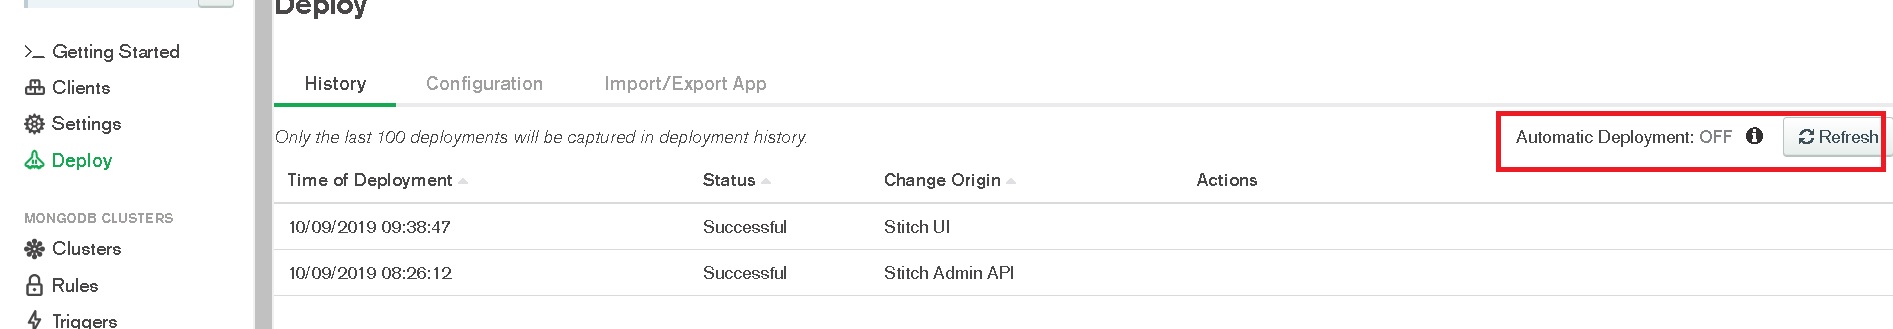 Deploy
Getting Started
Clients
Settings
Deploy
MONGODB CLUSTERS
Clusters
Rules
Triggers
History Configuration Import/Export App
Only the last 100 deployments will be captured in deployment history.
Automatic Deployment: OFF Refresh
Time of Deployment Status Change Origin Actions
10/09/2019 09:38:47 Successful Stitch UI
10/09/2019 08:26:12 Successful Stitch Admin API